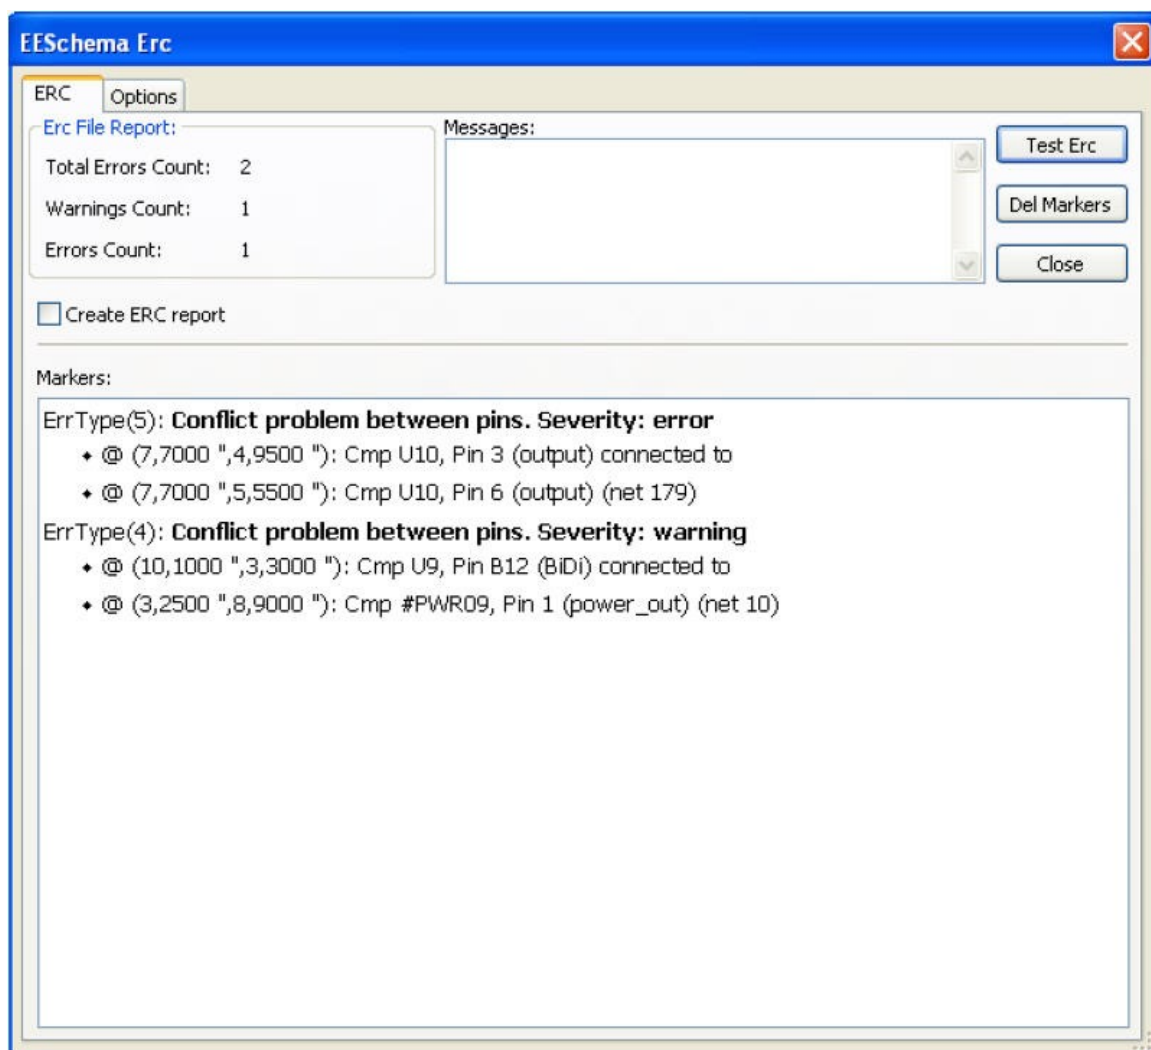 EESchema Erc
ERC
Options
Erc File Report:
Total Errors Count: 2
Warnings Count: 1
Errors Count: 1
Messages:
Test Erc
Del Markers
Close
Create ERC report
Markers:
ErrType(5): Conflict problem between pins. Severity: error
• @ (7,7000 ",4,9500 "): Cmp U10, Pin 3 (output) connected to
• @ (7,7000 ",5,5500 "): Cmp U10, Pin 6 (output) (net 179)
ErrType(4): Conflict problem between pins. Severity: warning
• @ (10,1000 ",3,3000 "): Cmp U9, Pin B12 (BiDi) connected to
• @ (3,2500 ",8,9000 "): Cmp #PWR09, Pin 1 (power_out) (net 10)